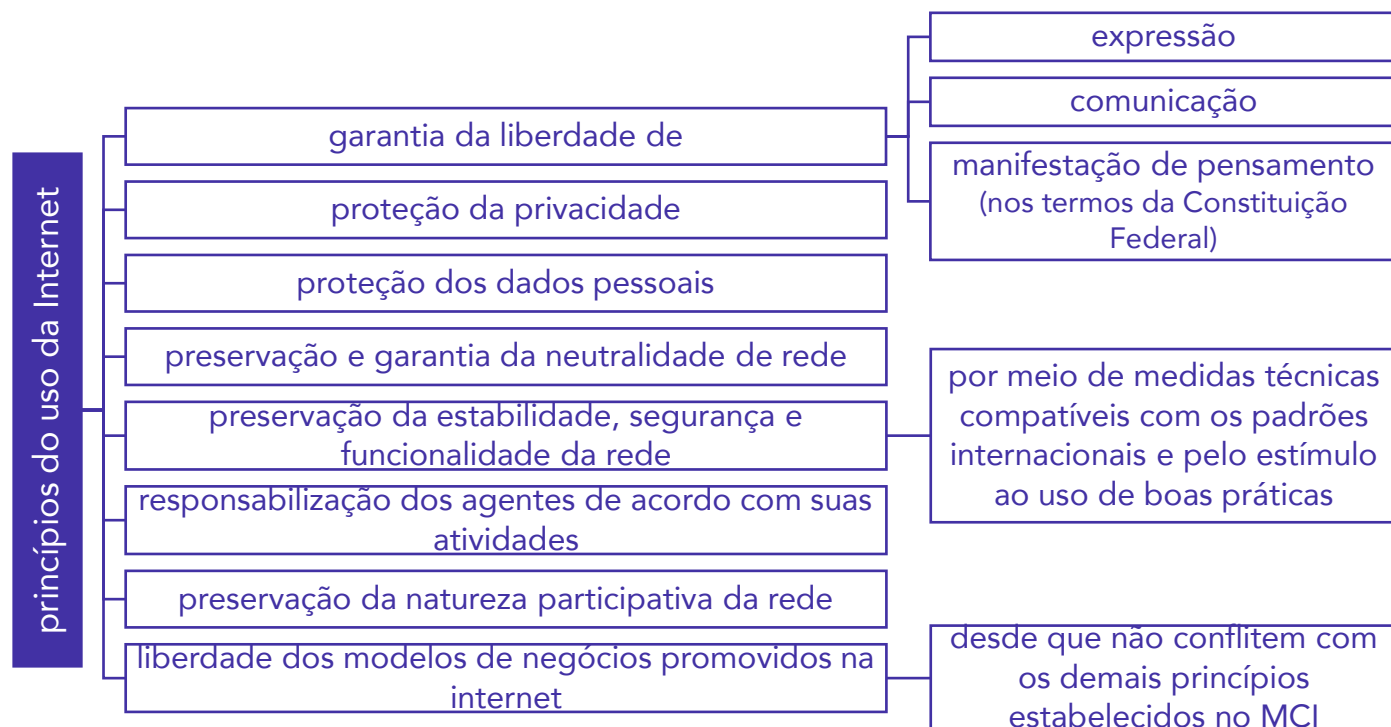 princípios do uso da Internet
garantia da liberdade de
expressão
comunicação
manifestação de pensamento
(nos termos da Constituição
Federal)
proteção da privacidade
proteção dos dados pessoais
preservação e garantia da neutralidade de rede
preservação da estabilidade, segurança e
funcionalidade da rede
por meio de medidas técnicas
compatíveis com os padrões
internacionais e pelo estímulo
ao uso de boas práticas
responsabilização dos agentes de acordo com suas
atividades
preservação da natureza participativa da rede
liberdade dos modelos de negócios promovidos na
internet
desde que não conflitem com
os demais princípios
estabelecidos no MCI